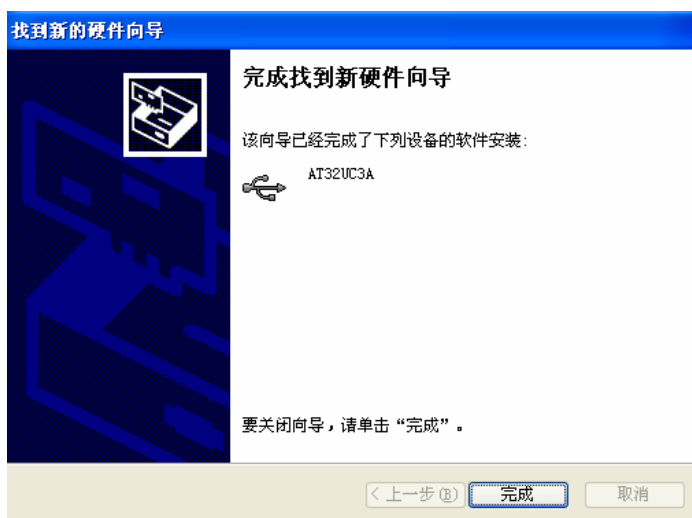 找到新的硬件向导
完成找到新硬件向导
该向导已经完成了下列设备的软件安装:
AT32UC3A
要关闭向导，请单击“完成”。
< 上一步(B)
完成
取消